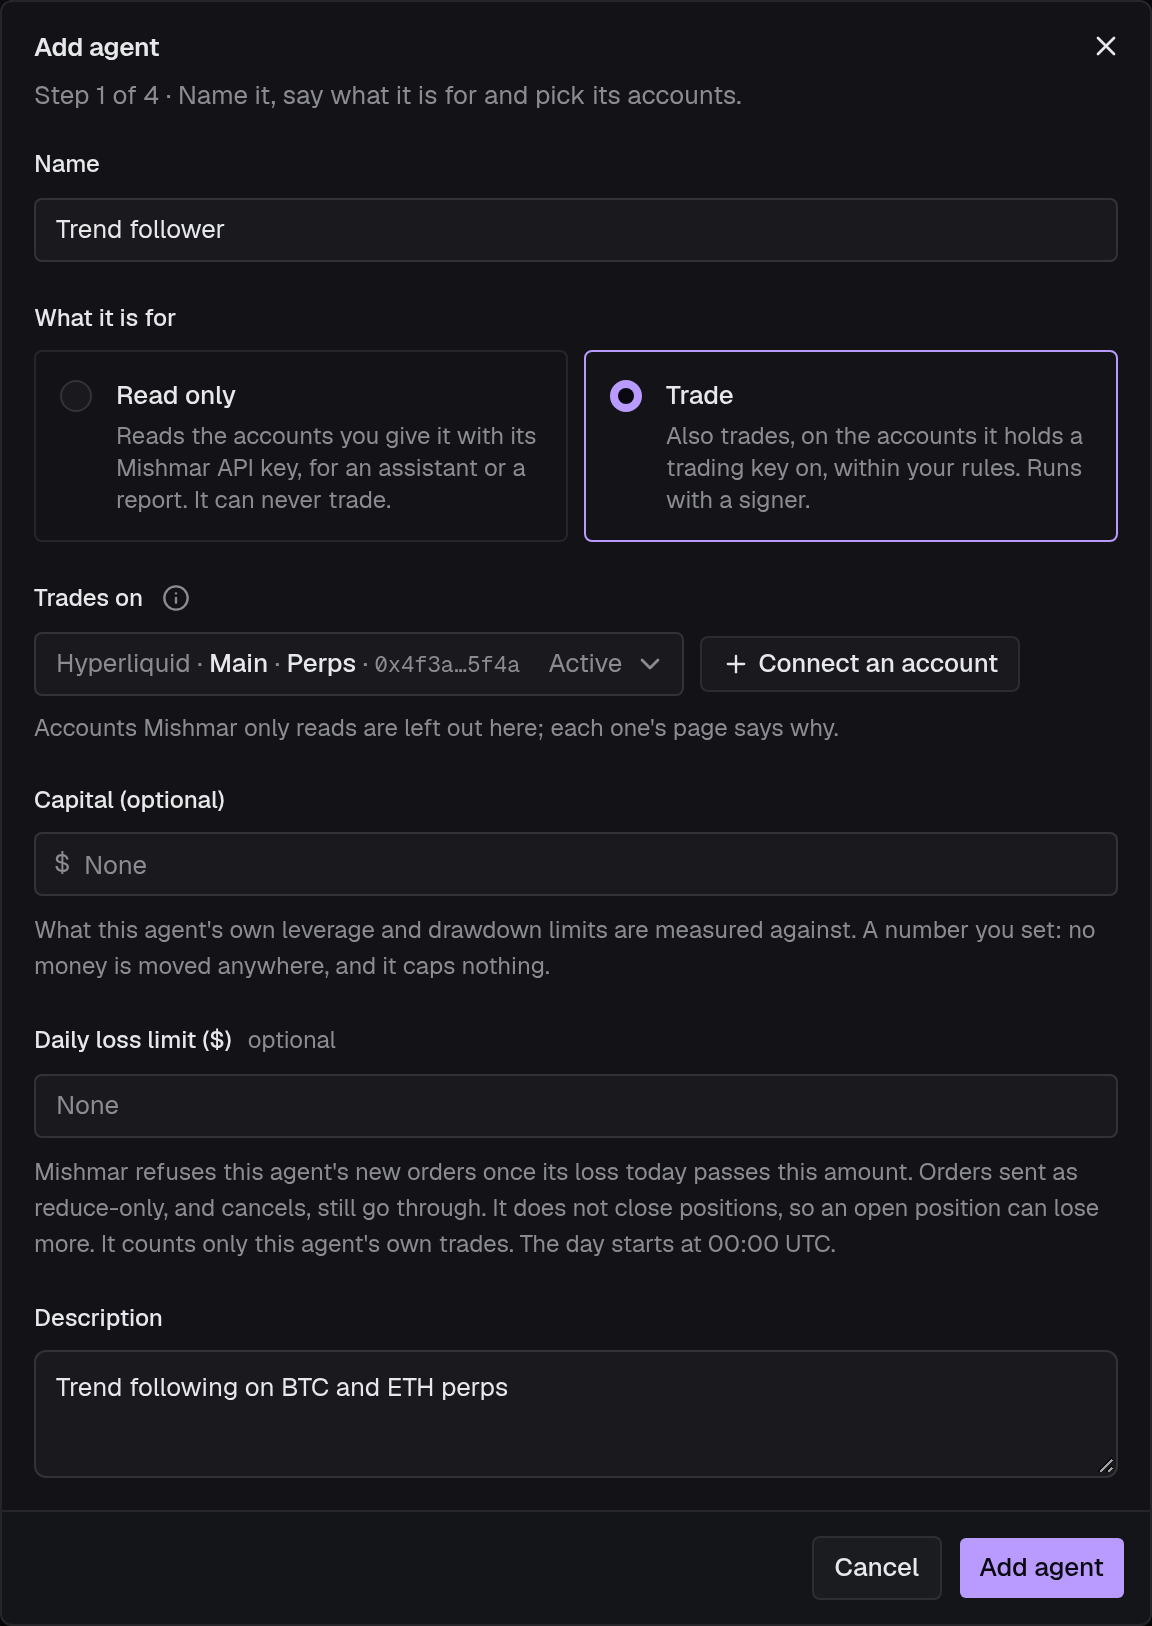 Add agent
Step 1 of 4 · Name it, say what it is for and pick its accounts.
Name
Trend follower
What it is for
Read only
Reads the accounts you give it with its
Mishmar API key, for an assistant or a
report. It can never trade.
Trade
Also trades, on the accounts it holds a
trading key on, within your rules. Runs
with a signer.
Trades on
Hyperliquid · Main · Perps · 0x4f3a…5f4a Active
Connect an account
Accounts Mishmar only reads are left out here; each one's page says why.
Capital (optional)
$ None
What this agent's own leverage and drawdown limits are measured against. A number you set: no
money is moved anywhere, and it caps nothing.
Daily loss limit ($) optional
None
Mishmar refuses this agent's new orders once its loss today passes this amount. Orders sent as
reduce-only, and cancels, still go through. It does not close positions, so an open position can lose
more. It counts only this agent's own trades. The day starts at 00:00 UTC.
Description
Trend following on BTC and ETH perps
Cancel
Add agent